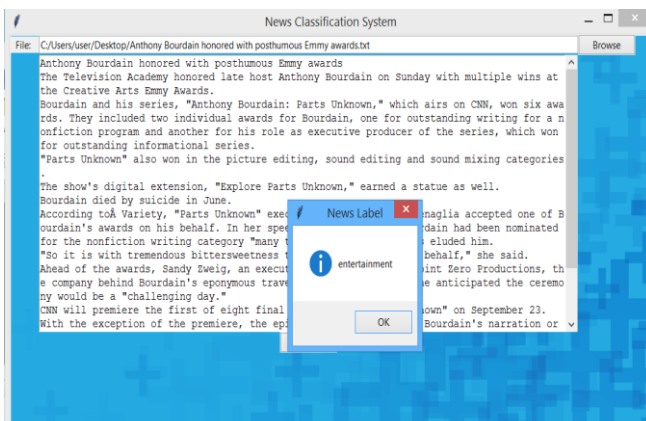 News Classification System
File: C:/Users/user/Desktop/Anthony Bourdain honored with posthumous Emmy awards.txt Browse
Anthony Bourdain honored with posthumous Emmy awards
The Television Academy honored late host Anthony Bourdain on Sunday with multiple wins at
the Creative Arts Emmy Awards.
Bourdain and his series, "Anthony Bourdain: Parts Unknown," which airs on CNN, won six awa
rds. They included two individual awards for Bourdain, one for outstanding writing for a n
onfiction program and another for his role as executive producer of the series, which won
for outstanding informational series.
"Parts Unknown" also won in the picture editing, sound editing and sound mixing categories
.
The show's digital extension, "Explore Parts Unknown," earned a statue as well.
Bourdain died by suicide in June.
According toÂ Variety, "Parts Unknown" exec enaglia accepted one of B
ourdain's awards on his behalf. In her spee rdain had been nominated
for the nonfiction writing category "many t s eluded him.
"So it is with tremendous bittersweetness t behalf," she said.
Ahead of the awards, Sandy Zweig, an execut oint Zero Productions, th
e company behind Bourdain's eponymous trave he anticipated the ceremo
ny would be a "challenging day."
CNN will premiere the first of eight final nown" on September 23.
With the exception of the premiere, the epi Bourdain's narration or
News Label
entertainment
OK